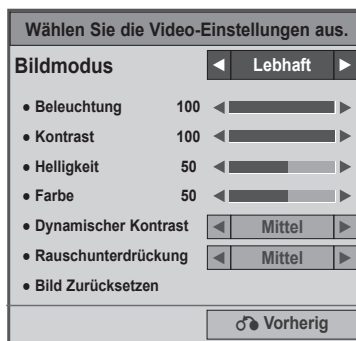 Wählen Sie die Video-Einstellungen aus.
Bildmodus ◀ Lebhaft ▶
● Beleuchtung 100
● Kontrast 100
● Helligkeit 50
● Farbe 50
● Dynamischer Kontrast ◀ Mittel ▶
● Rauschunterdrückung ◀ Mittel ▶
● Bild Zurücksetzen
Vorherig